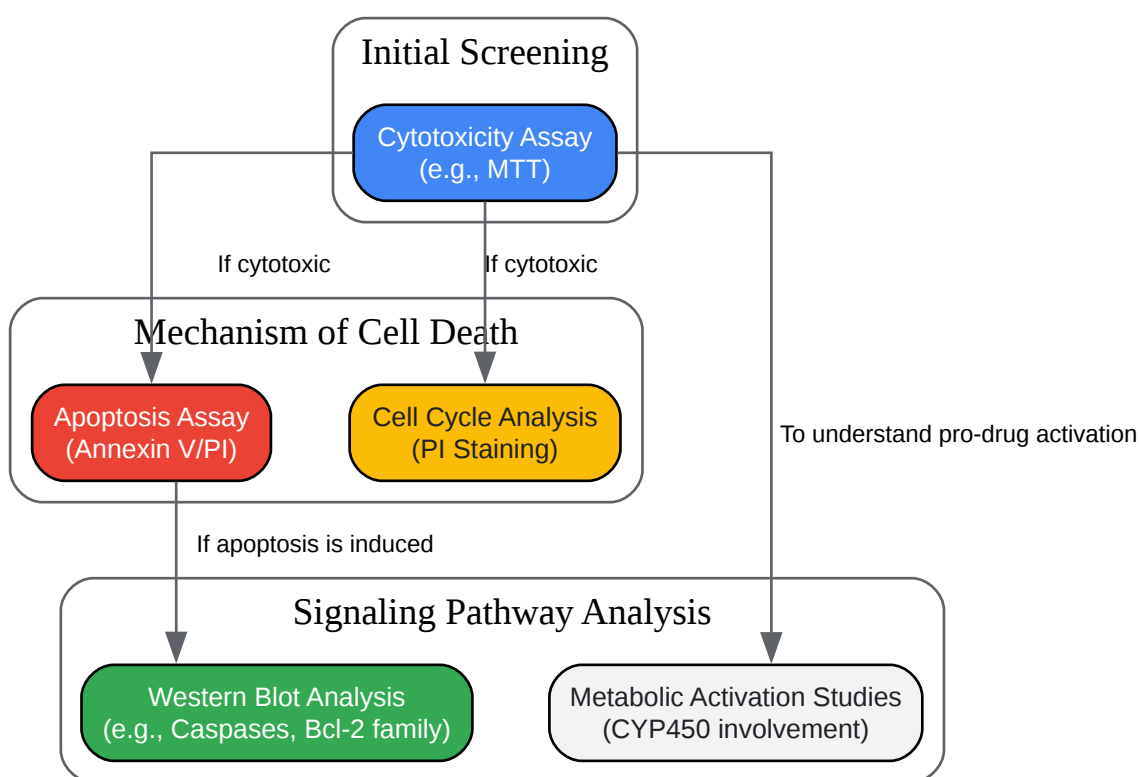 Initial Screening
Cytotoxicity Assay
(e.g., MTT)
If cytotoxic
If cytotoxic
Mechanism of Cell Death
Apoptosis Assay
(Annexin V/PI)
Cell Cycle Analysis
(PI Staining)
To understand pro-drug activation
If apoptosis is induced
Signaling Pathway Analysis
Western Blot Analysis
(e.g., Caspases, Bcl-2 family)
Metabolic Activation Studies
(CYP450 involvement)